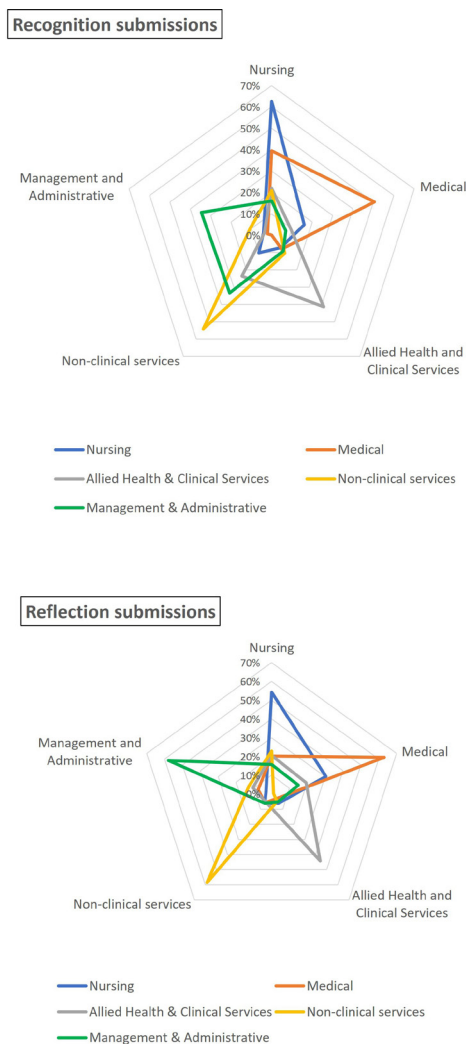 Recognition submissions
Nursing
70%
60%
50%
40%
30%
20%
10%
0%
Management and
Administrative
Medical
Non-clinical services
Allied Health and
Clinical Services
Nursing
Medical
Allied Health & Clinical Services
Non-clinical services
Management & Administrative
Reflection submissions
Nursing
70%
60%
50%
40%
30%
20%
10%
0%
Management and
Administrative
Medical
Non-clinical services
Allied Health and
Clinical Services
Nursing
Medical
Allied Health & Clinical Services
Non-clinical services
Management & Administrative